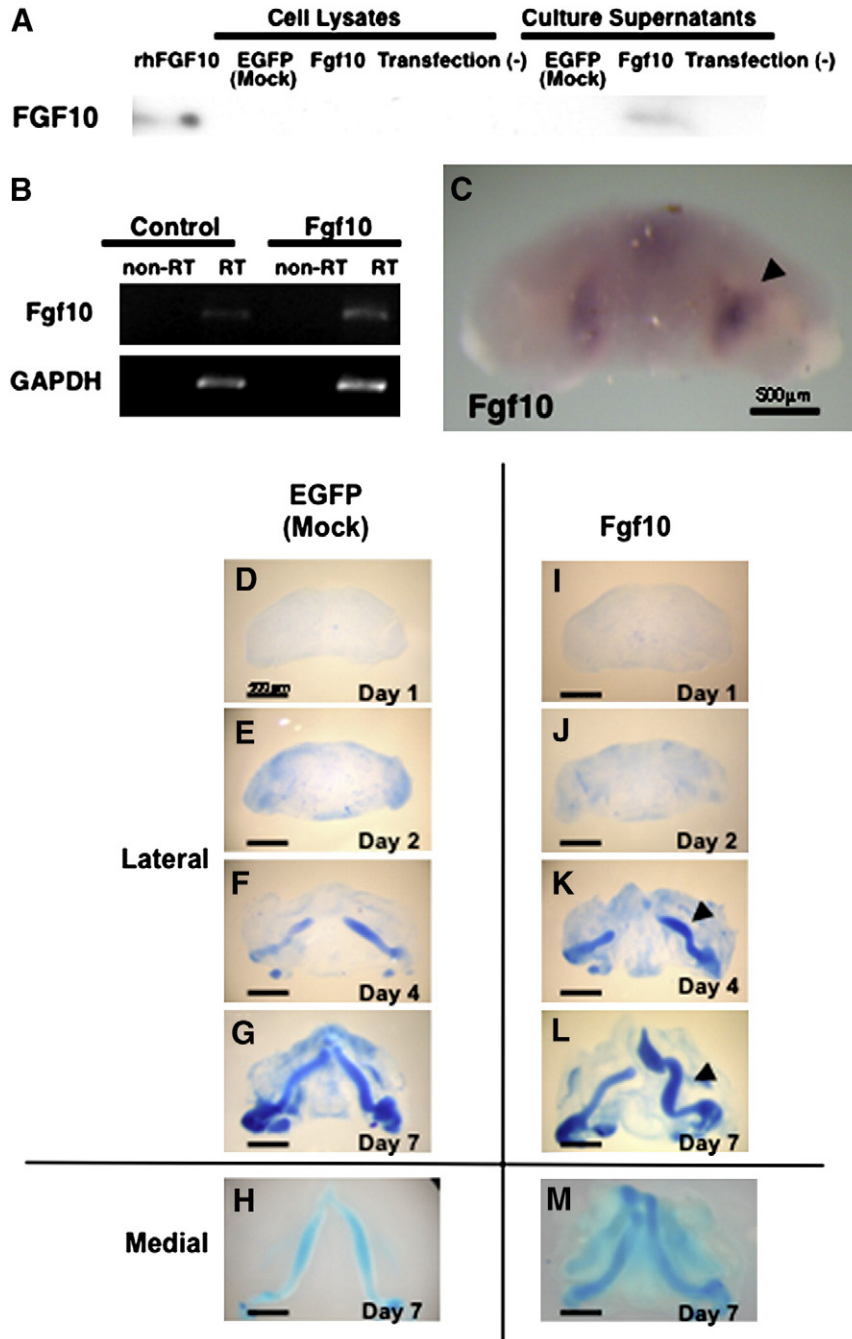 A
Cell Lysates
Culture Supernatants
rhFGF10 EGFP (Mock) Fgf10 Transfection (-) EGFP (Mock) Fgf10 Transfection (-)
FGF10
B
Control Fgf10
non-RT RT non-RT RT
Fgf10
GAPDH
C
Fgf10
500μm
EGFP
(Mock)
Fgf10
D
Day 1
I
Day 1
E
Day 2
J
Day 2
Lateral
F
Day 4
K
Day 4
G
Day 7
L
Day 7
Medial
H
Day 7
M
Day 7